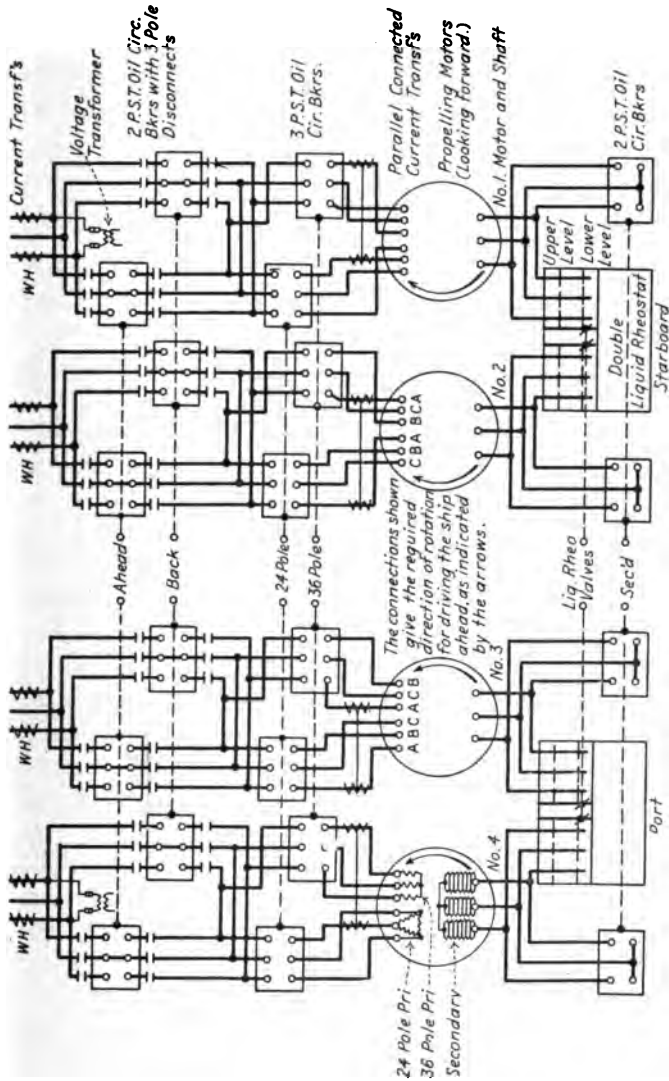 Current Transf's
Voltage
Transformer
2 P.S.T. Oil Circ.
Bkrs with 3 Pole
Disconnects
3 P.S.T. Oil
Cir. Bkrs.
Parallel Connected
Current Transf's
Propelling Motors
(Looking forward.)
No.1. Motor and Shaft
2 P.S.T. Oil
Cir. Bkrs
Upper
Level
Lower
Level
Double
Liquid Rheostat
Starboard
WH
WH
No.2
CBA BCA
Ahead
Back
24 Pole
36 Pole
The connections shown
give the required
direction of rotation
for driving the ship
ahead, as indicated
by the arrows.
Liq. Rheo
Valves
Sec'd
WH
ABCACB
No.3
Port
WH
No.4
24 Pole Pri
36 Pole Pri
Secondary